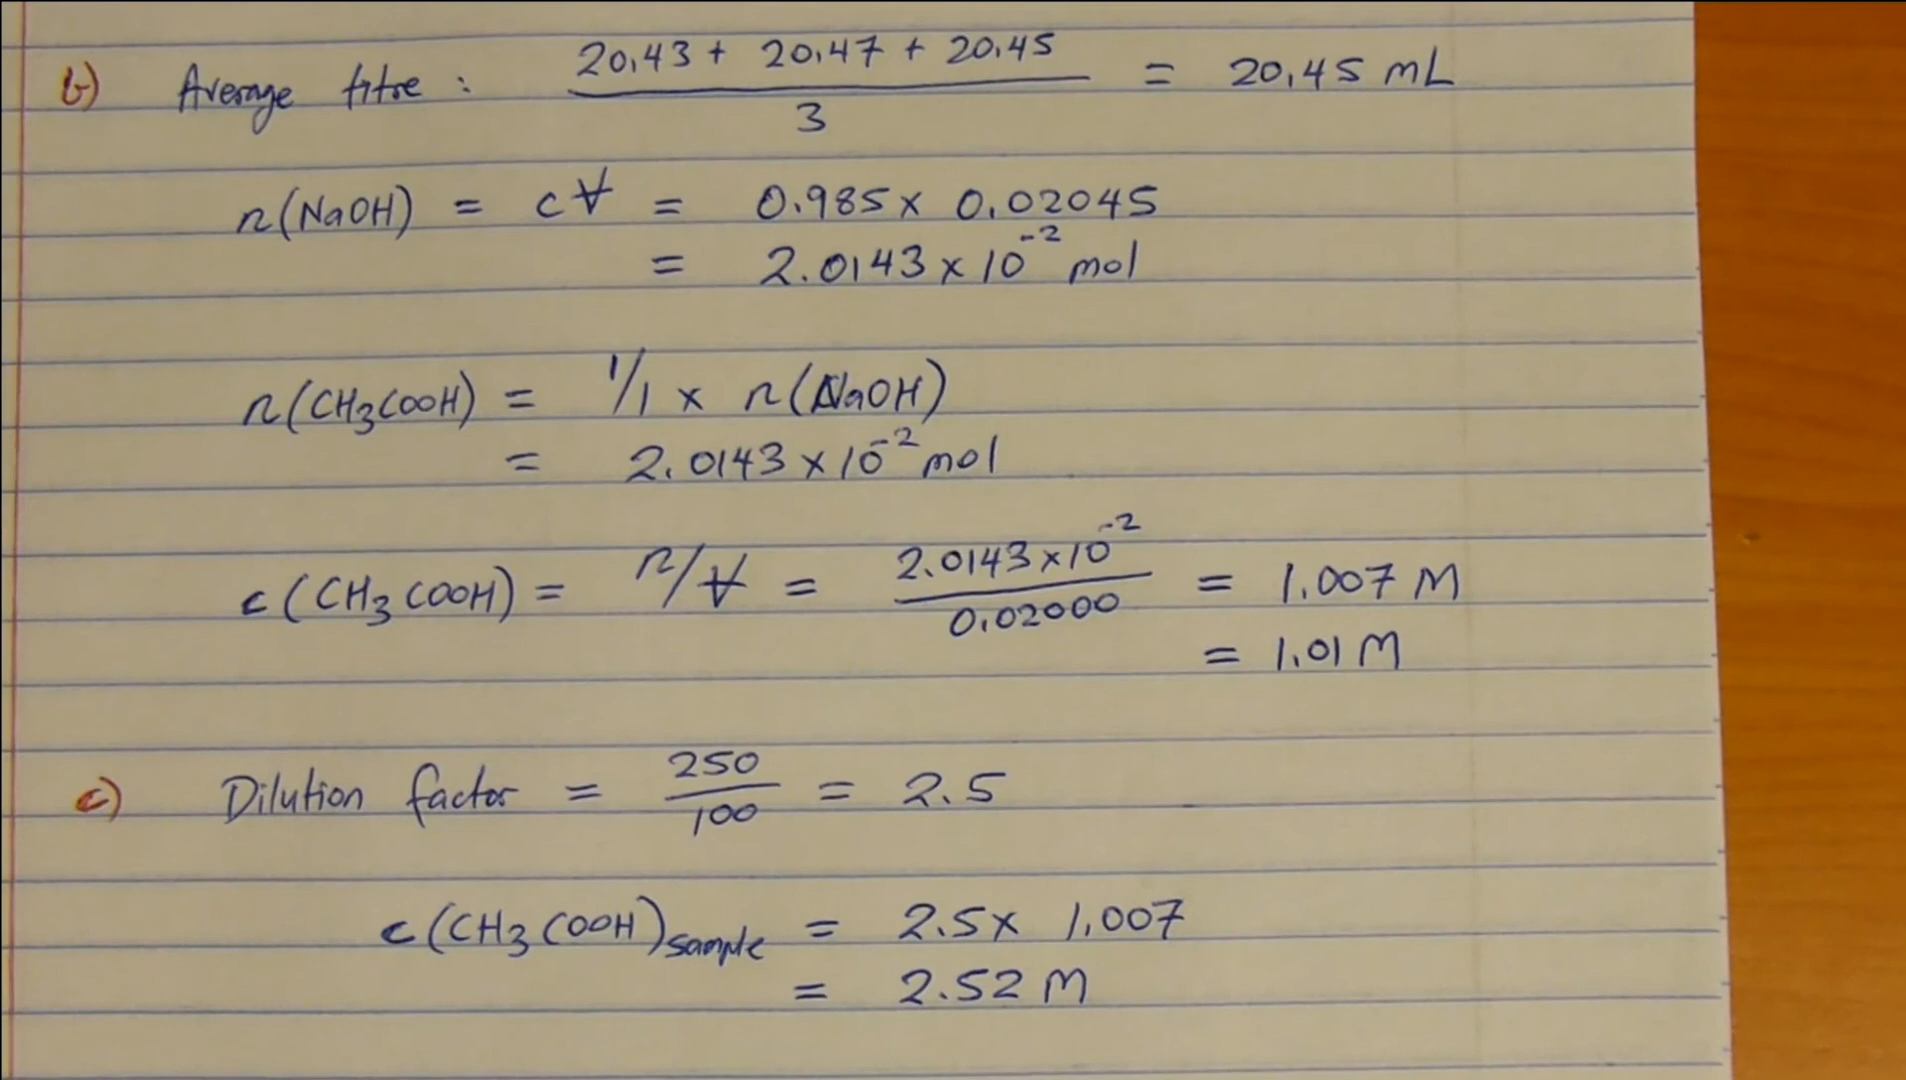 b) Average titre : (20.43 + 20.47 + 20.45)/3 = 20.45 mL
n(NaOH) = cV = 0.985 x 0.02045
= 2.0143 x 10⁻² mol
n(CH₃COOH) = 1/1 x n(NaOH)
= 2.0143 x 10⁻² mol
c(CH₃COOH) = n/V = (2.0143 x 10⁻²)/0.02000 = 1.007 M
= 1.01 M
c) Dilution factor = 250/100 = 2.5
c(CH₃COOH)sample = 2.5 x 1.007
= 2.52 M